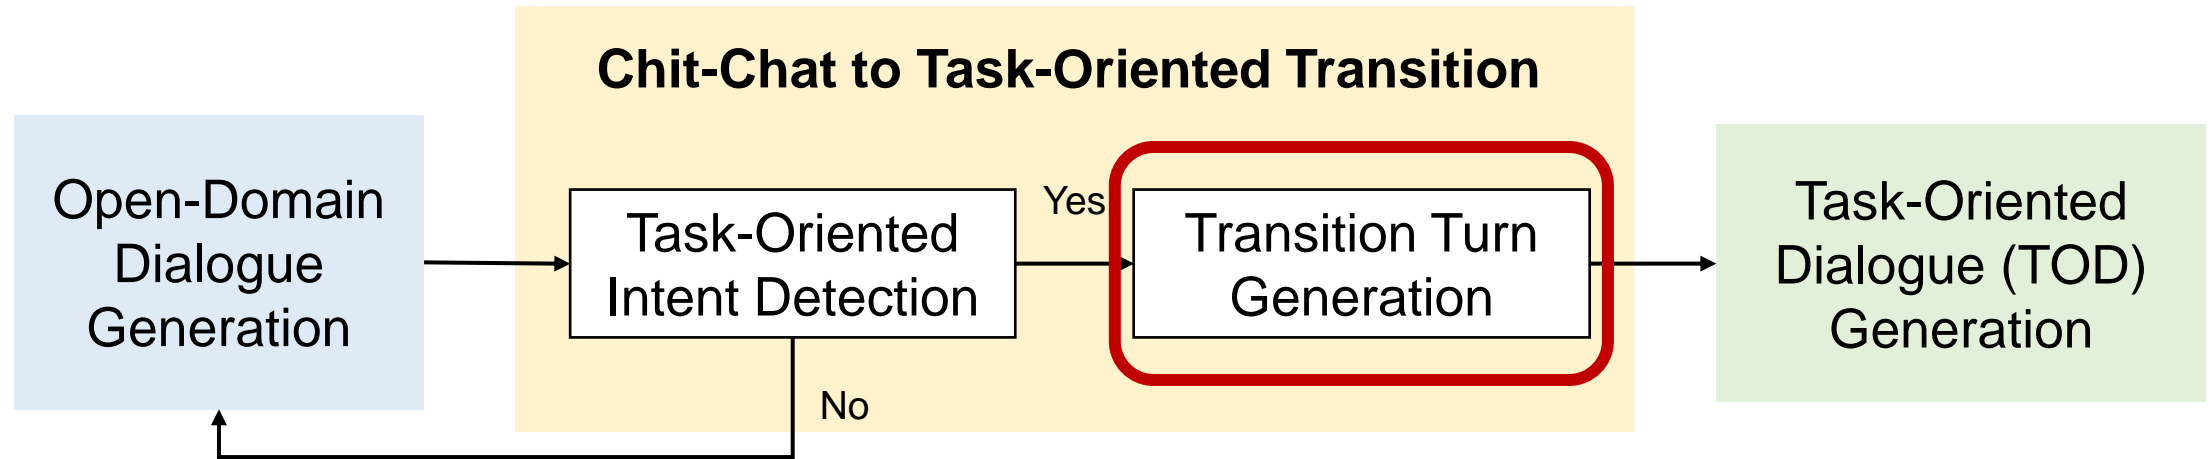 Chit-Chat to Task-Oriented Transition
Open-Domain
Dialogue
Generation
Task-Oriented
Intent Detection
Yes
No
Transition Turn
Generation
Task-Oriented
Dialogue (TOD)
Generation